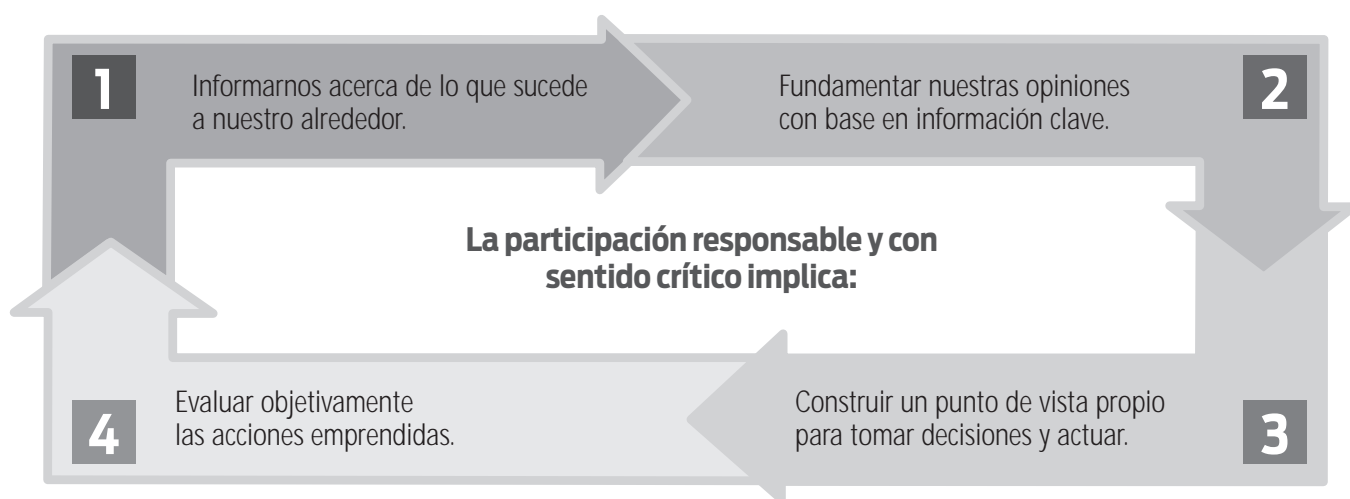 1
Informarnos acerca de lo que sucede
a nuestro alrededor.
2
Fundamentar nuestras opiniones
con base en información clave.
La participación responsable y con
sentido crítico implica:
4
Evaluar objetivamente
las acciones emprendidas.
3
Construir un punto de vista propio
para tomar decisiones y actuar.